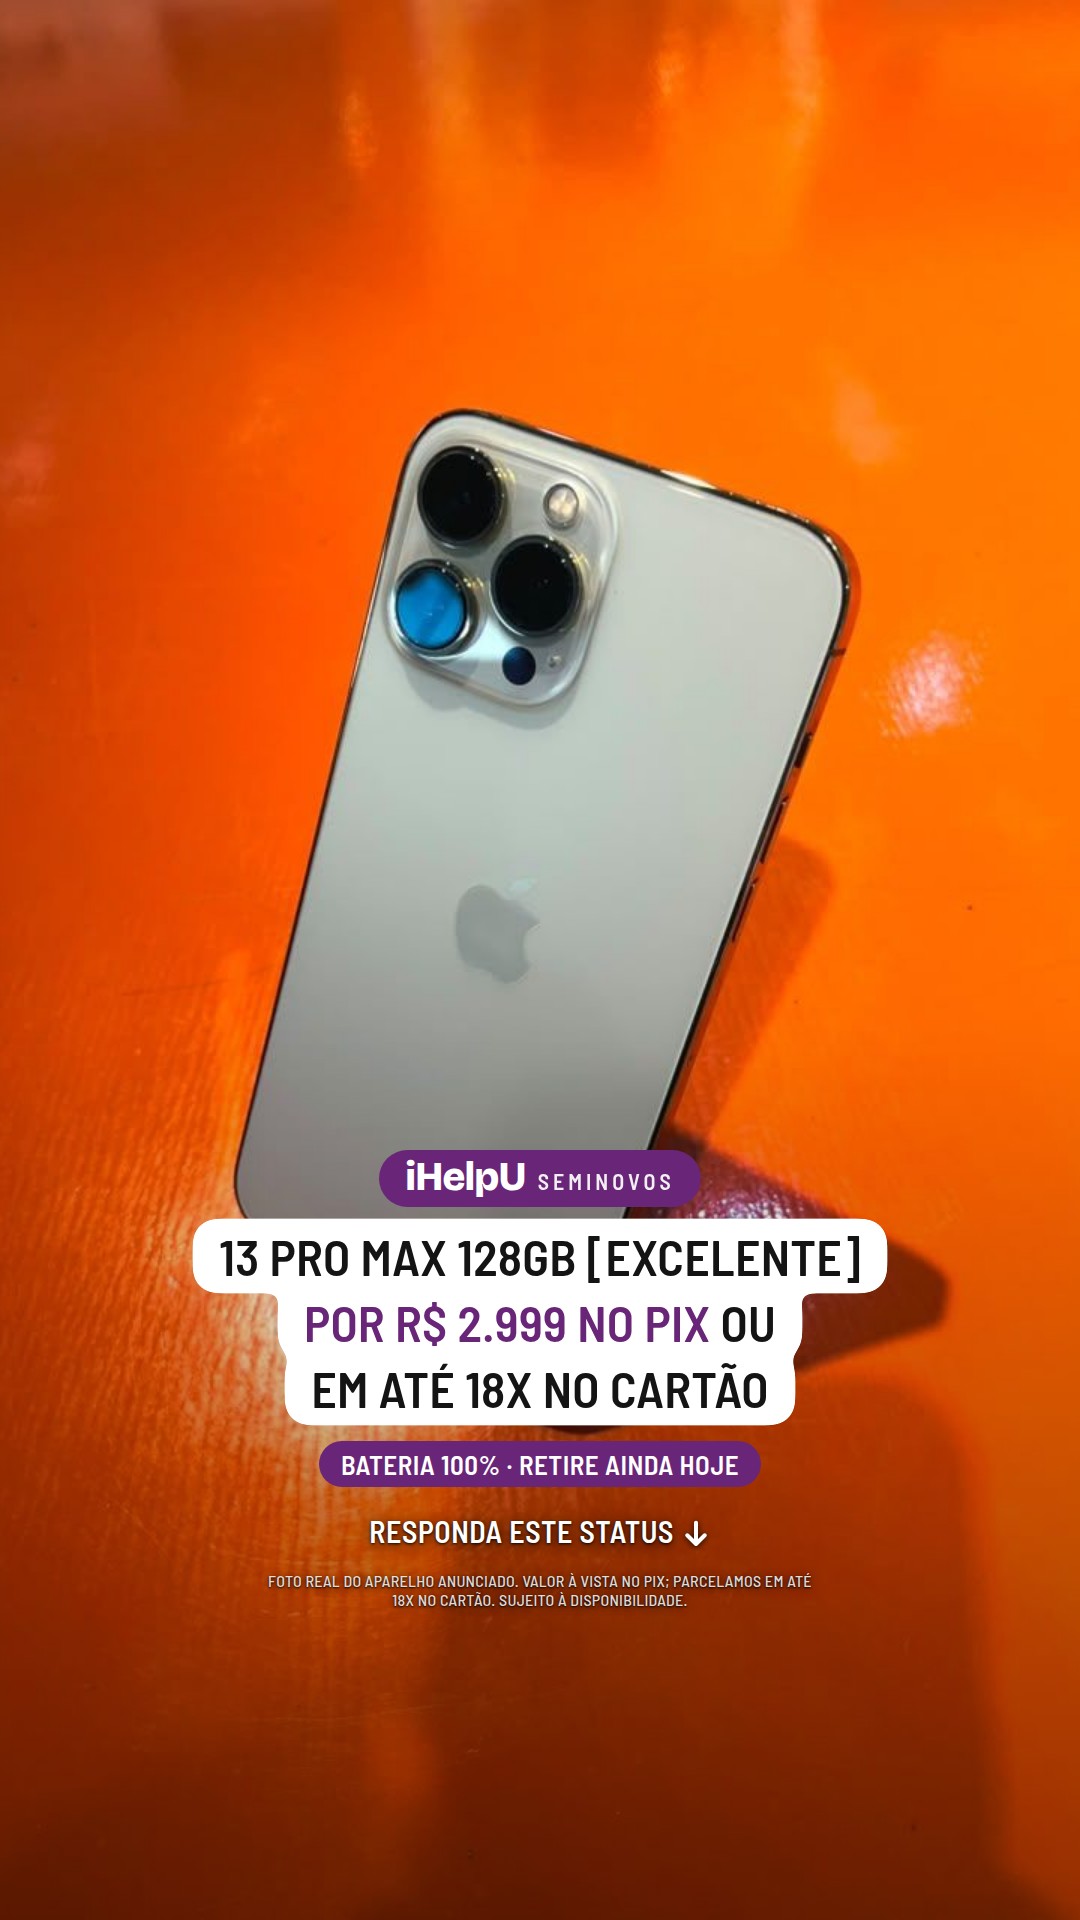 iHelpU SEMINOVOS
13 PRO MAX 128GB [EXCELENTE]
POR R$ 2.999 NO PIX OU
EM ATÉ 18X NO CARTÃO
BATERIA 100% · RETIRE AINDA HOJE
RESPONDA ESTE STATUS ↓
FOTO REAL DO APARELHO ANUNCIADO. VALOR À VISTA NO PIX; PARCELAMOS EM ATÉ
18X NO CARTÃO. SUJEITO À DISPONIBILIDADE.